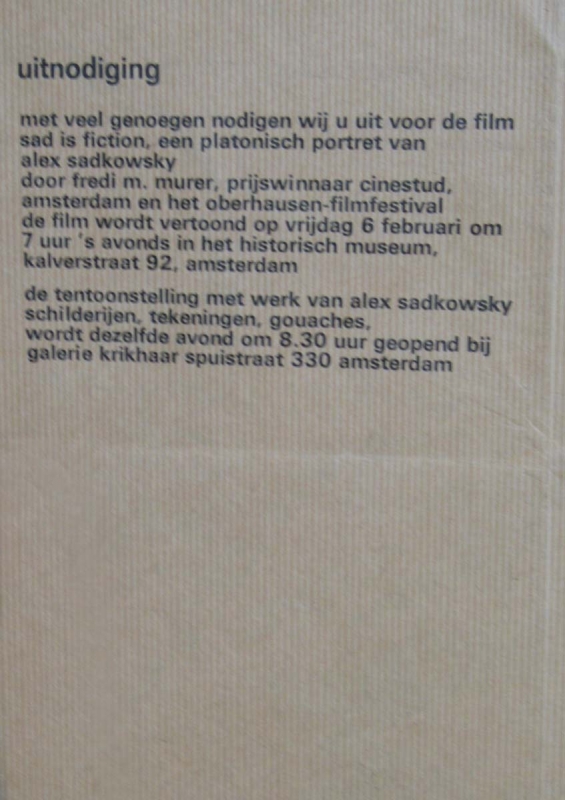 uitnodiging
met veel genoegen nodigen wij u uit voor de film
sad is fiction, een platonisch portret van
alex sadkowsky
door fredi m. murer, prijswinnaar cinestud,
amsterdam en het oberhausen-filmfestival
de film wordt vertoond op vrijdag 6 februari om
7 uur 's avonds in het historisch museum,
kalverstraat 92, amsterdam
de tentoonstelling met werk van alex sadkowsky
schilderijen, tekeningen, gouaches,
wordt dezelfde avond om 8.30 uur geopend bij
galerie krikhaar spuistraat 330 amsterdam